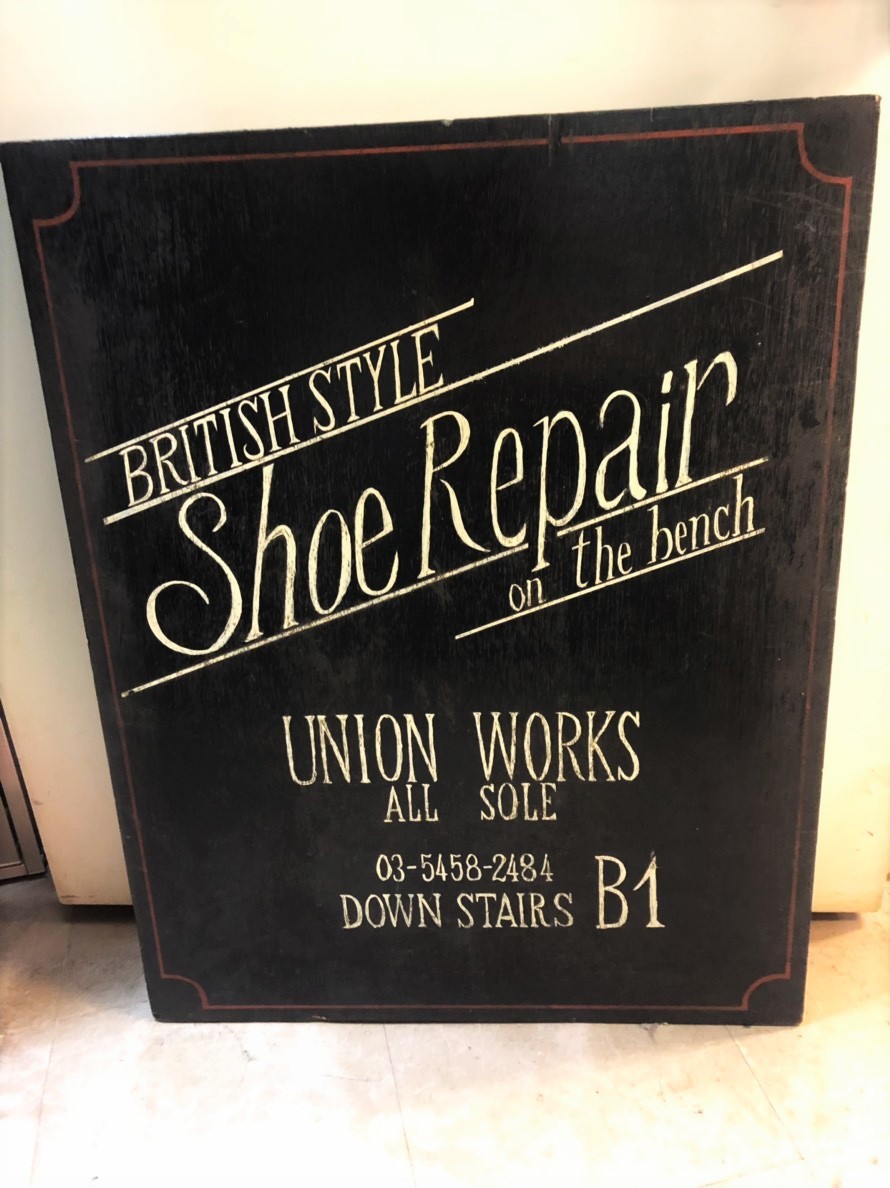 BRITISH STYLE
Shoe Repair
on the bench
UNION WORKS
ALL SOLE
03-5458-2484
DOWN STAIRS B1